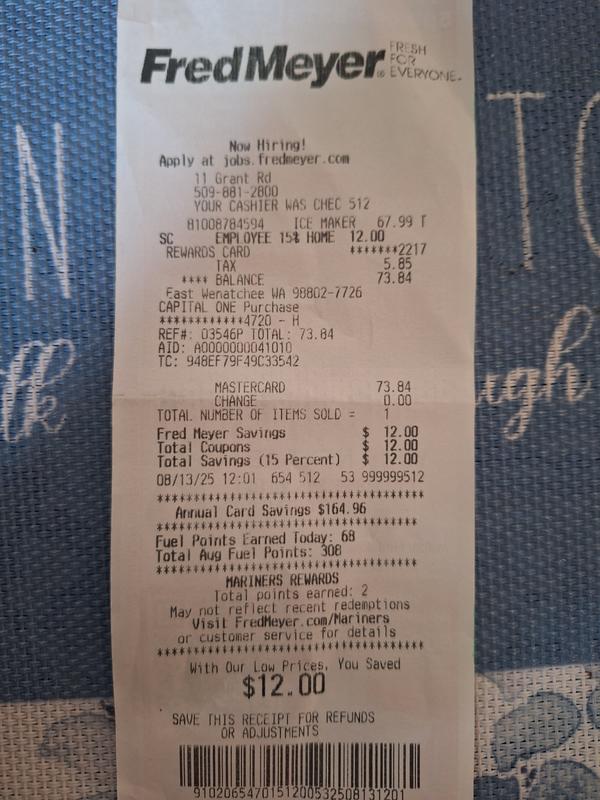 Fred Meyer® FRESH FOR EVERYONE.
Now Hiring!
Apply at jobs.fredmeyer.com
11 Grant Rd
509-881-2800
YOUR CASHIER WAS CHEC 512
81008784594 ICE MAKER 67.99 T
SC EMPLOYEE 15% HOME 12.00
REWARDS CARD *******2217
TAX 5.85
**** BALANCE 73.84
East Wenatchee WA 98802-7726
CAPITAL ONE Purchase
************4720 - H
REF#: 03546P TOTAL: 73.84
AID: A0000000041010
TC: 948EF79F49C33542
MASTERCARD 73.84
CHANGE 0.00
TOTAL NUMBER OF ITEMS SOLD = 1
Fred Meyer Savings $ 12.00
Total Coupons $ 12.00
Total Savings (15 Percent) $ 12.00
08/13/25 12:01 654 512 53 999999512
************************************
Annual Card Savings $164.96
************************************
Fuel Points Earned Today: 68
Total Aug Fuel Points: 308
************************************
MARINERS REWARDS
Total points earned: 2
May not reflect recent redemptions
Visit FredMeyer.com/Mariners
or customer service for details
************************************
With Our Low Prices, You Saved
$12.00
SAVE THIS RECEIPT FOR REFUNDS
OR ADJUSTMENTS
9102065470151200532508131201